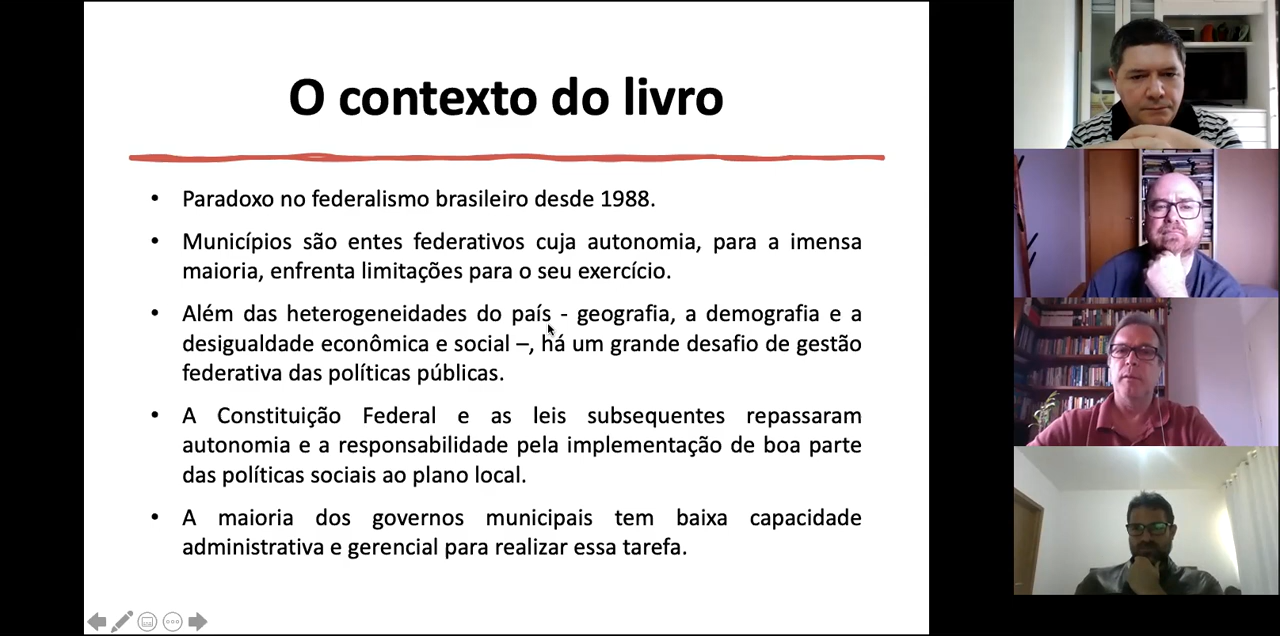 O contexto do livro
• Paradoxo no federalismo brasileiro desde 1988.
• Municípios são entes federativos cuja autonomia, para a imensa
maioria, enfrenta limitações para o seu exercício.
• Além das heterogeneidades do país - geografia, a demografia e a
desigualdade econômica e social –, há um grande desafio de gestão
federativa das políticas públicas.
• A Constituição Federal e as leis subsequentes repassaram
autonomia e a responsabilidade pela implementação de boa parte
das políticas sociais ao plano local.
• A maioria dos governos municipais tem baixa capacidade
administrativa e gerencial para realizar essa tarefa.